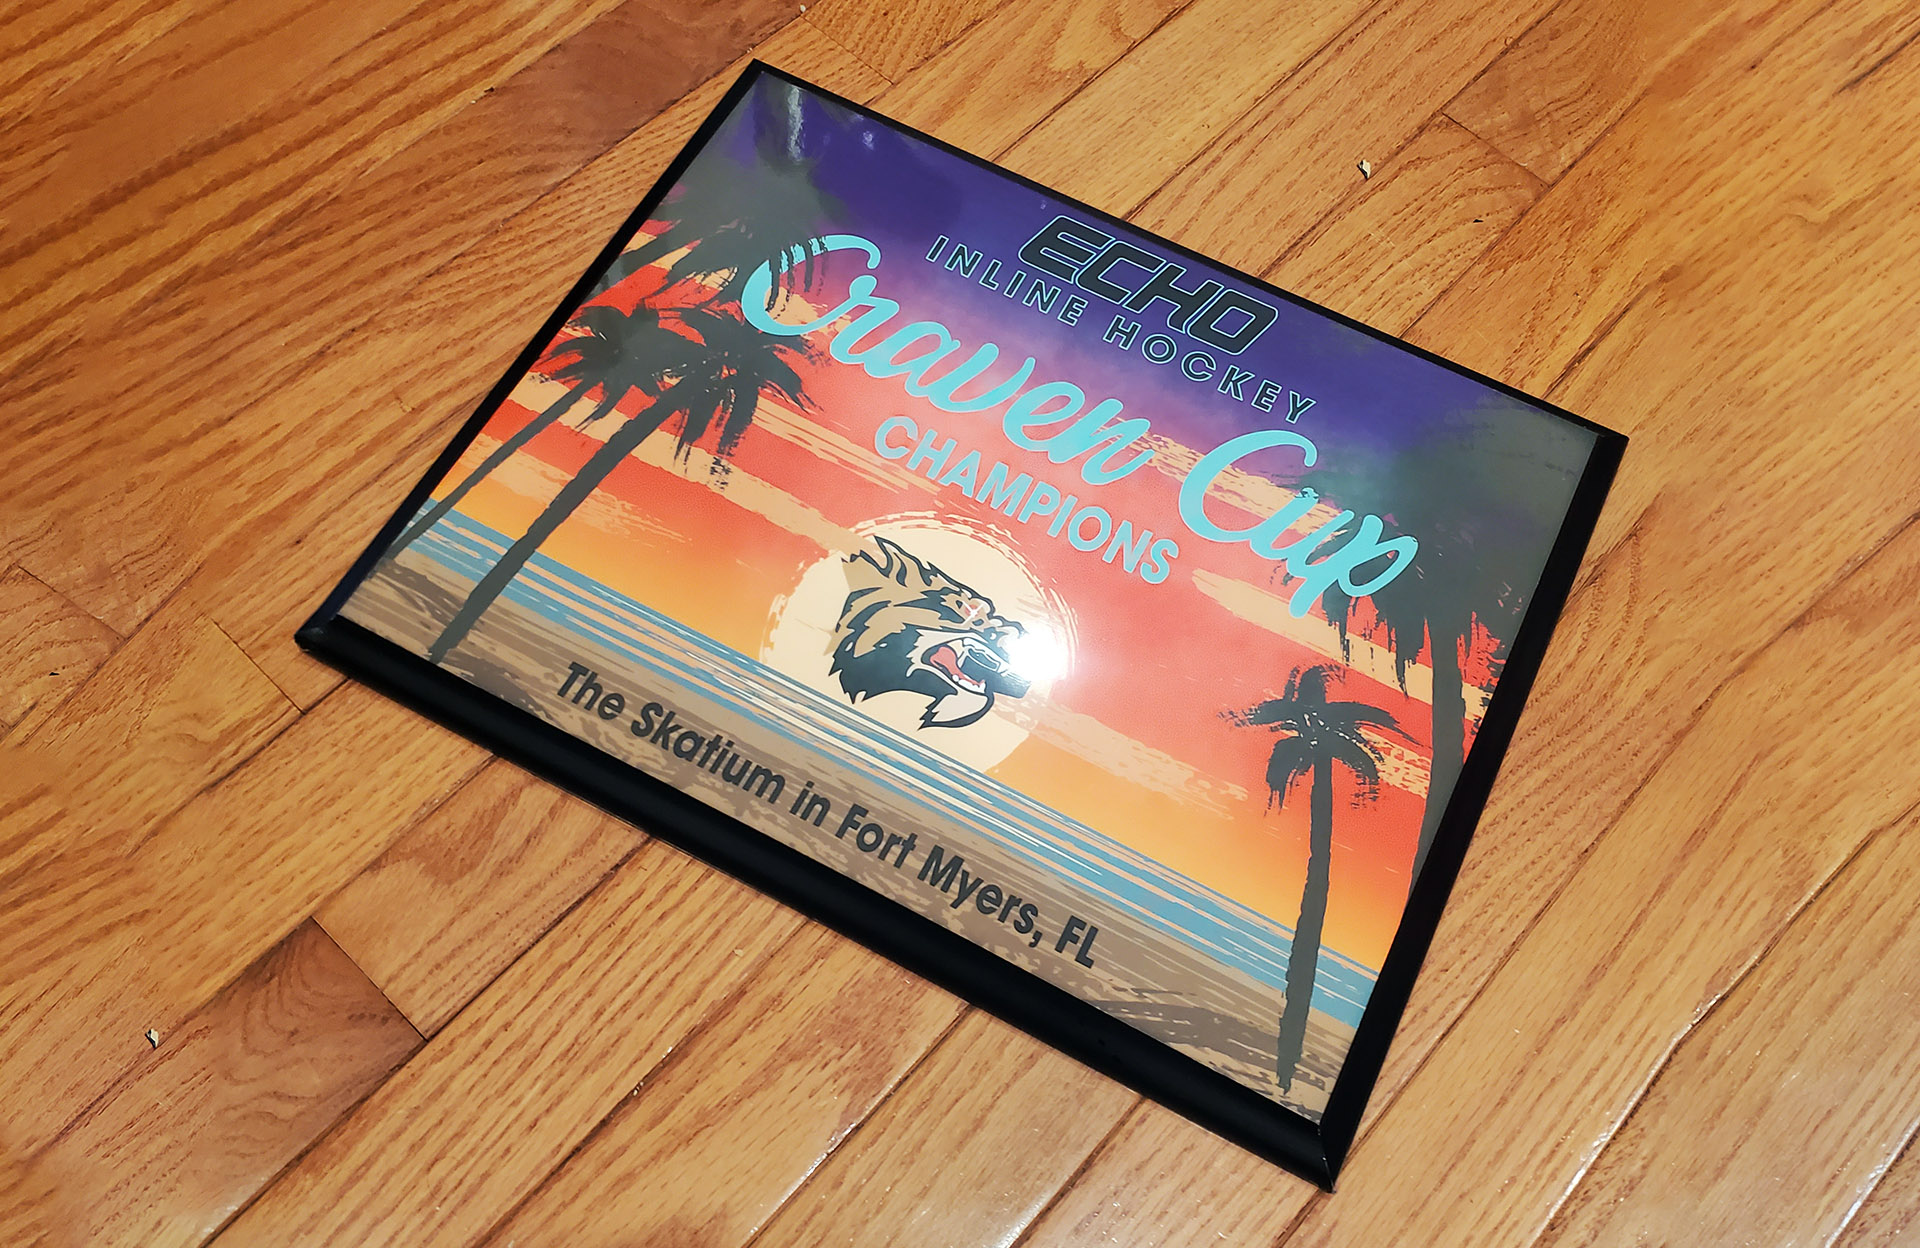 ECHO
INLINE HOCKEY
Craven Cup
CHAMPIONS
The Skatium in Fort Myers, FL